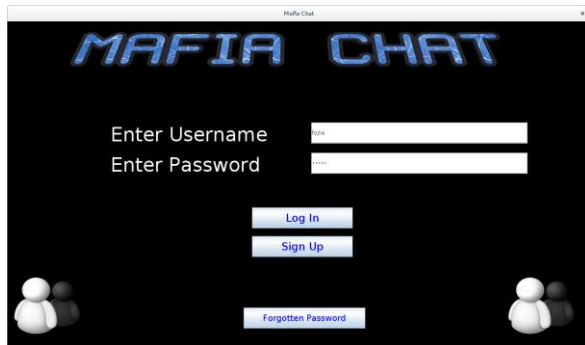 Mafia Chat
MAFIA CHAT
Enter Username
Enter Password
•••••
Log In
Sign Up
Forgotten Password